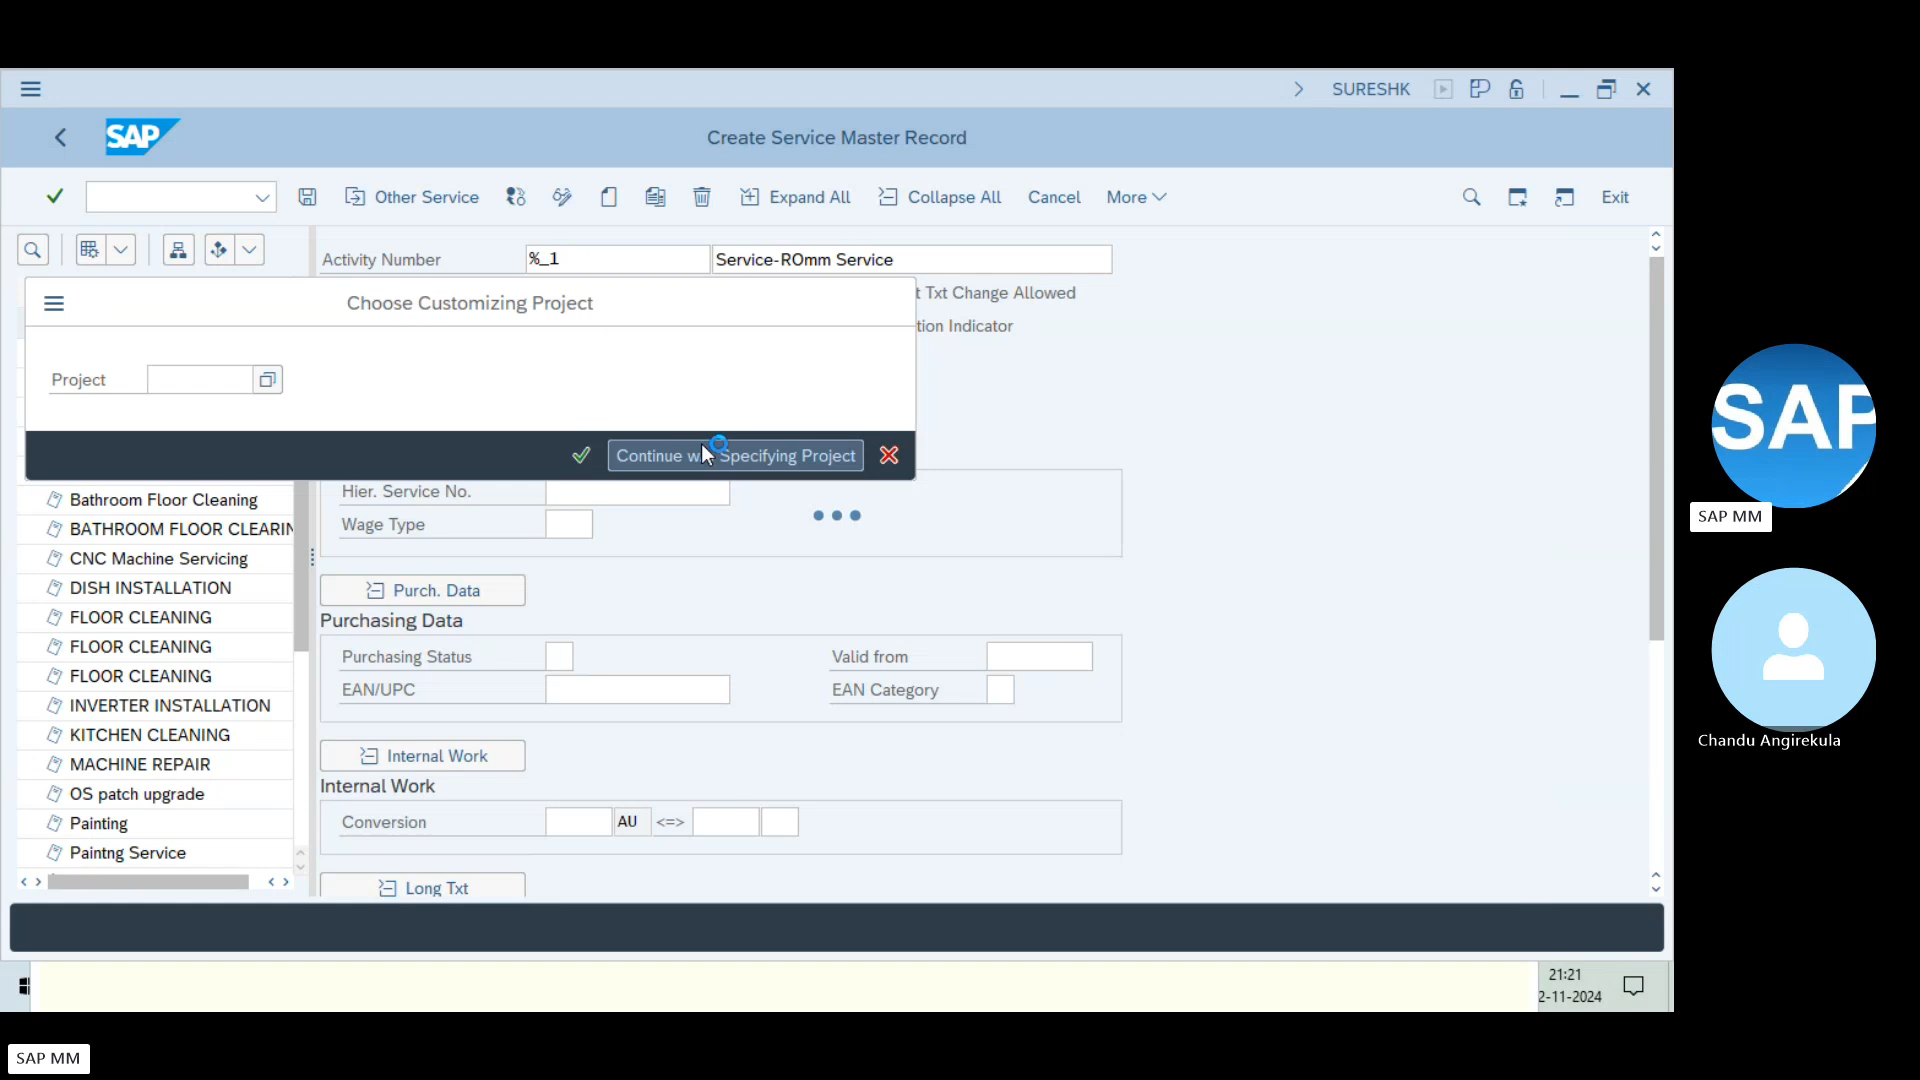 SURESHK
SAP
Create Service Master Record
Other Service
Expand All
Collapse All
Cancel
More
Exit
Activity Number
%_1
Service-ROmm Service
t Txt Change Allowed
tion Indicator
Choose Customizing Project
Project
Continue w Specifying Project
Hier. Service No.
Wage Type
Bathroom Floor Cleaning
BATHROOM FLOOR CLEARIN
CNC Machine Servicing
DISH INSTALLATION
FLOOR CLEANING
FLOOR CLEANING
FLOOR CLEANING
INVERTER INSTALLATION
KITCHEN CLEANING
MACHINE REPAIR
OS patch upgrade
Painting
Paintng Service
Purch. Data
Purchasing Data
Purchasing Status
Valid from
EAN/UPC
EAN Category
Internal Work
Internal Work
Conversion
AU
<=>
Long Txt
21:21
2-11-2024
SAP
SAP MM
Chandu Angirekula
SAP MM